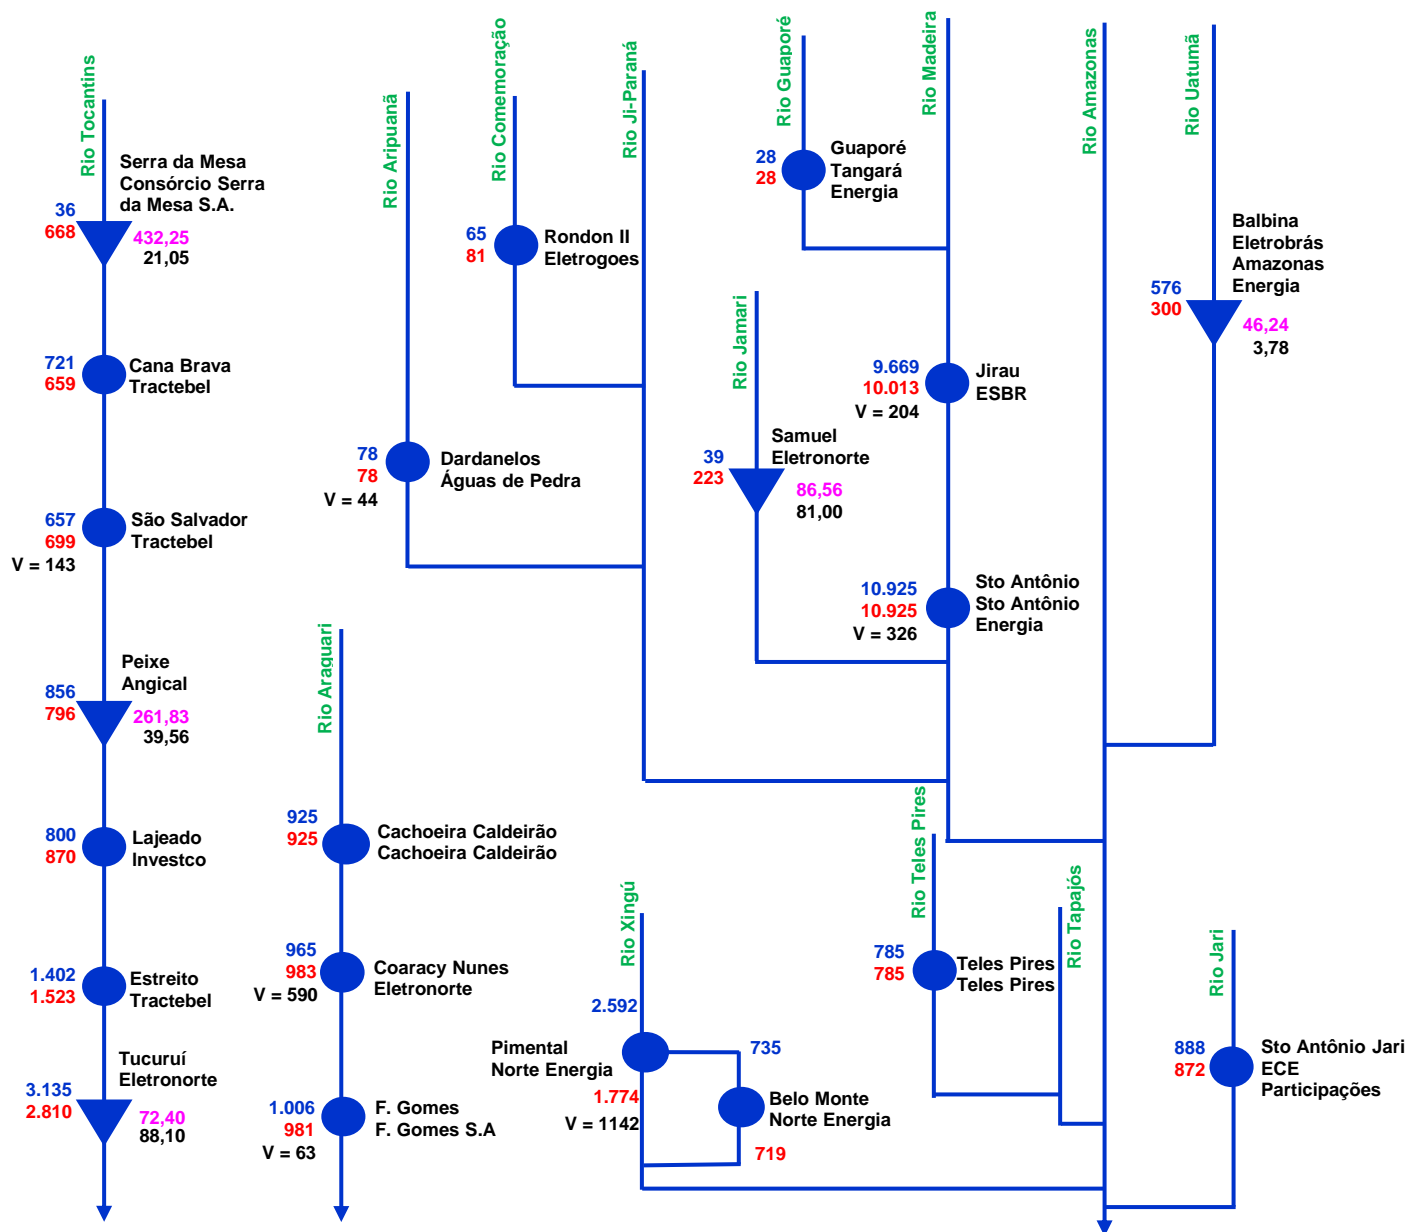 Rio Tocantins
Serra da Mesa
Consórcio Serra
da Mesa S.A.
36
668
432,25
21,05
721
659
Cana Brava
Tractebel
657
699
V = 143
São Salvador
Tractebel
Peixe
Angical
856
796
261,83
39,56
800
870
Lajeado
Investco
1.402
1.523
Estreito
Tractebel
Tucuruí
Eletronorte
3.135
2.810
72,40
88,10
Rio Araguari
925
925
Cachoeira Caldeirão
Cachoeira Caldeirão
965
983
V = 590
Coaracy Nunes
Eletronorte
1.006
981
V = 63
F. Gomes
F. Gomes S.A
Rio Aripuanã
78
78
V = 44
Dardanelos
Águas de Pedra
Rio Comemoração
65
81
Rondon II
Eletrogoes
Rio Ji-Paraná
Rio Guaporé
28
28
Guaporé
Tangará
Energia
Rio Jamari
Samuel
Eletronorte
39
223
86,56
81,00
Rio Madeira
9.669
10.013
V = 204
Jirau
ESBR
10.925
10.925
V = 326
Sto Antônio
Sto Antônio
Energia
Rio Amazonas
Rio Uatumã
Balbina
Eletrobrás
Amazonas
Energia
576
300
46,24
3,78
Rio Xingú
2.592
Pimental
Norte Energia
735
1.774
V = 1142
Belo Monte
Norte Energia
719
Rio Teles Pires
785
785
Teles Pires
Teles Pires
Rio Tapajós
Rio Jari
888
872
Sto Antônio Jari
ECE
Participações